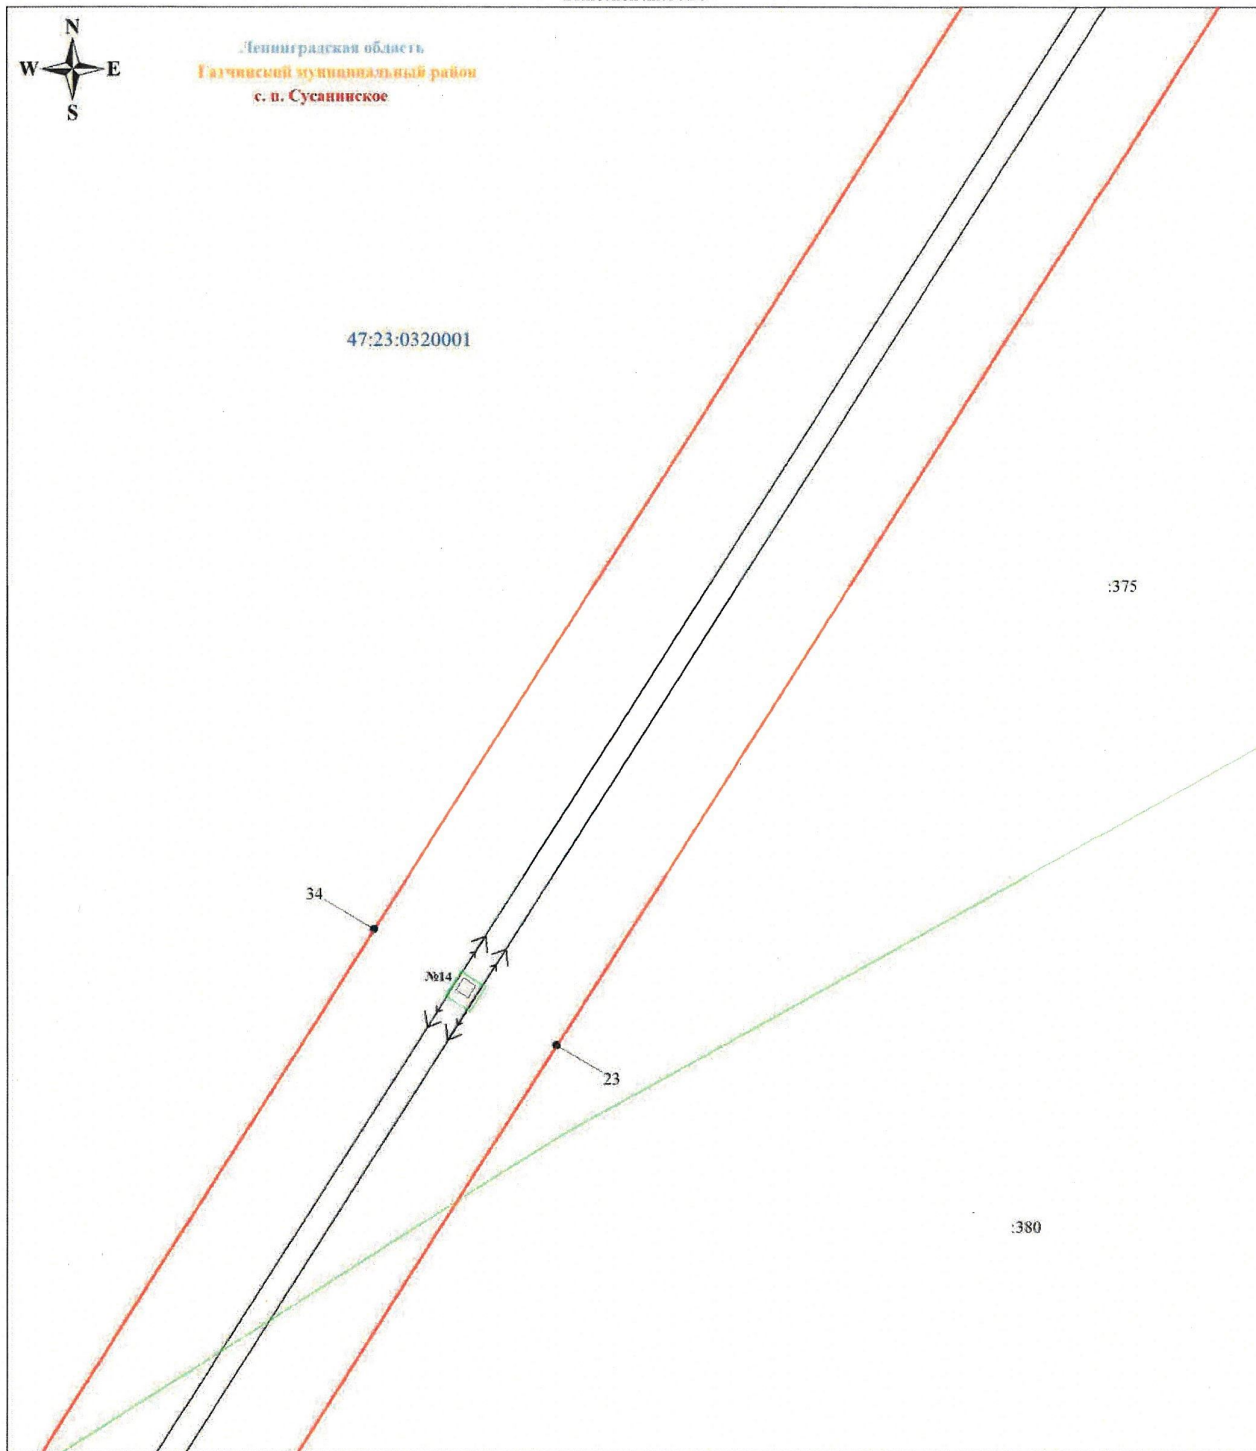 N
W E
S
Ленинградская область
Гатчинский муниципальный район
с. п. Сусанинское
47:23:0320001
:375
34
№14
23
:380